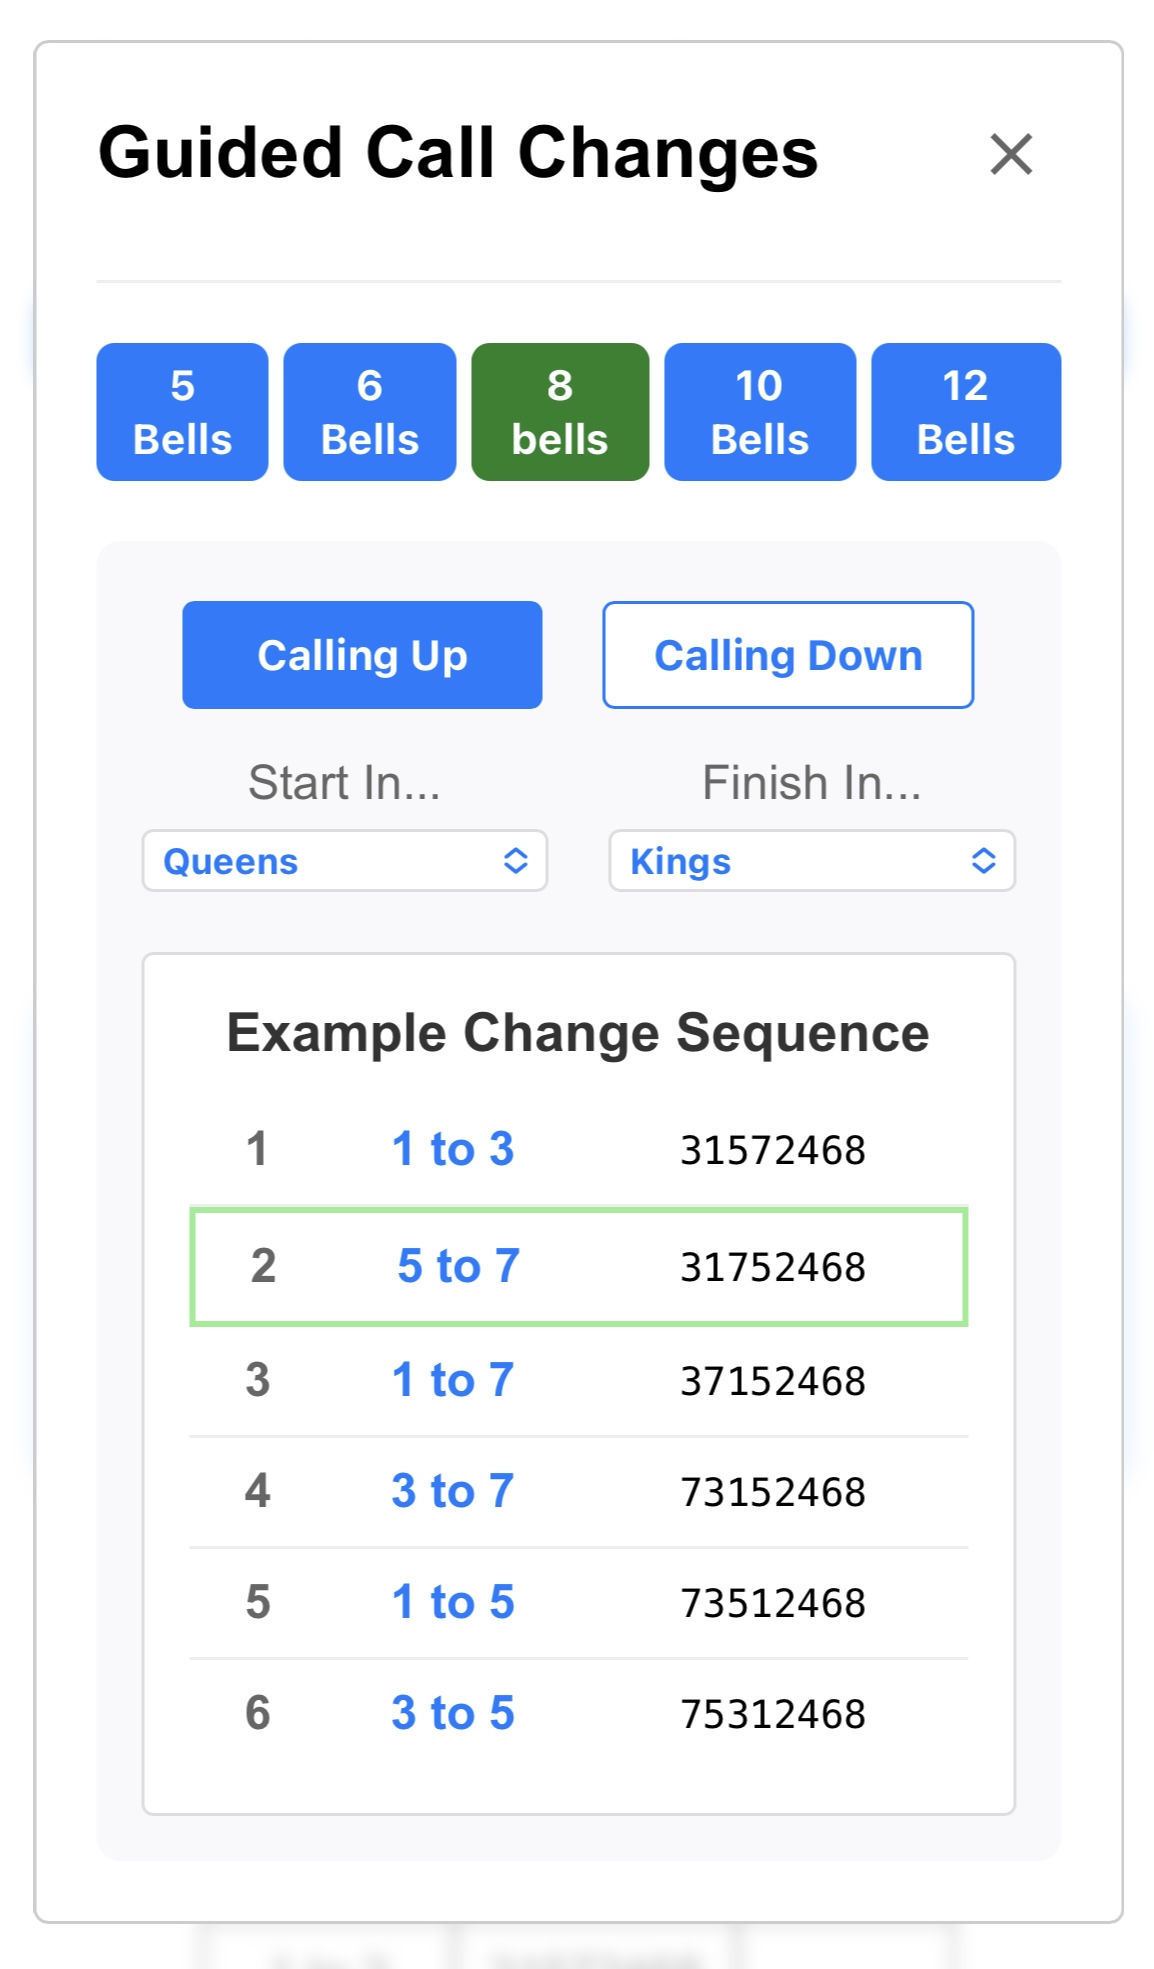 Guided Call Changes
5 Bells
6 Bells
8 bells
10 Bells
12 Bells
Calling Up
Calling Down
Start In...
Finish In...
Queens
Kings
Example Change Sequence
1 1 to 3 31572468
2 5 to 7 31752468
3 1 to 7 37152468
4 3 to 7 73152468
5 1 to 5 73512468
6 3 to 5 75312468